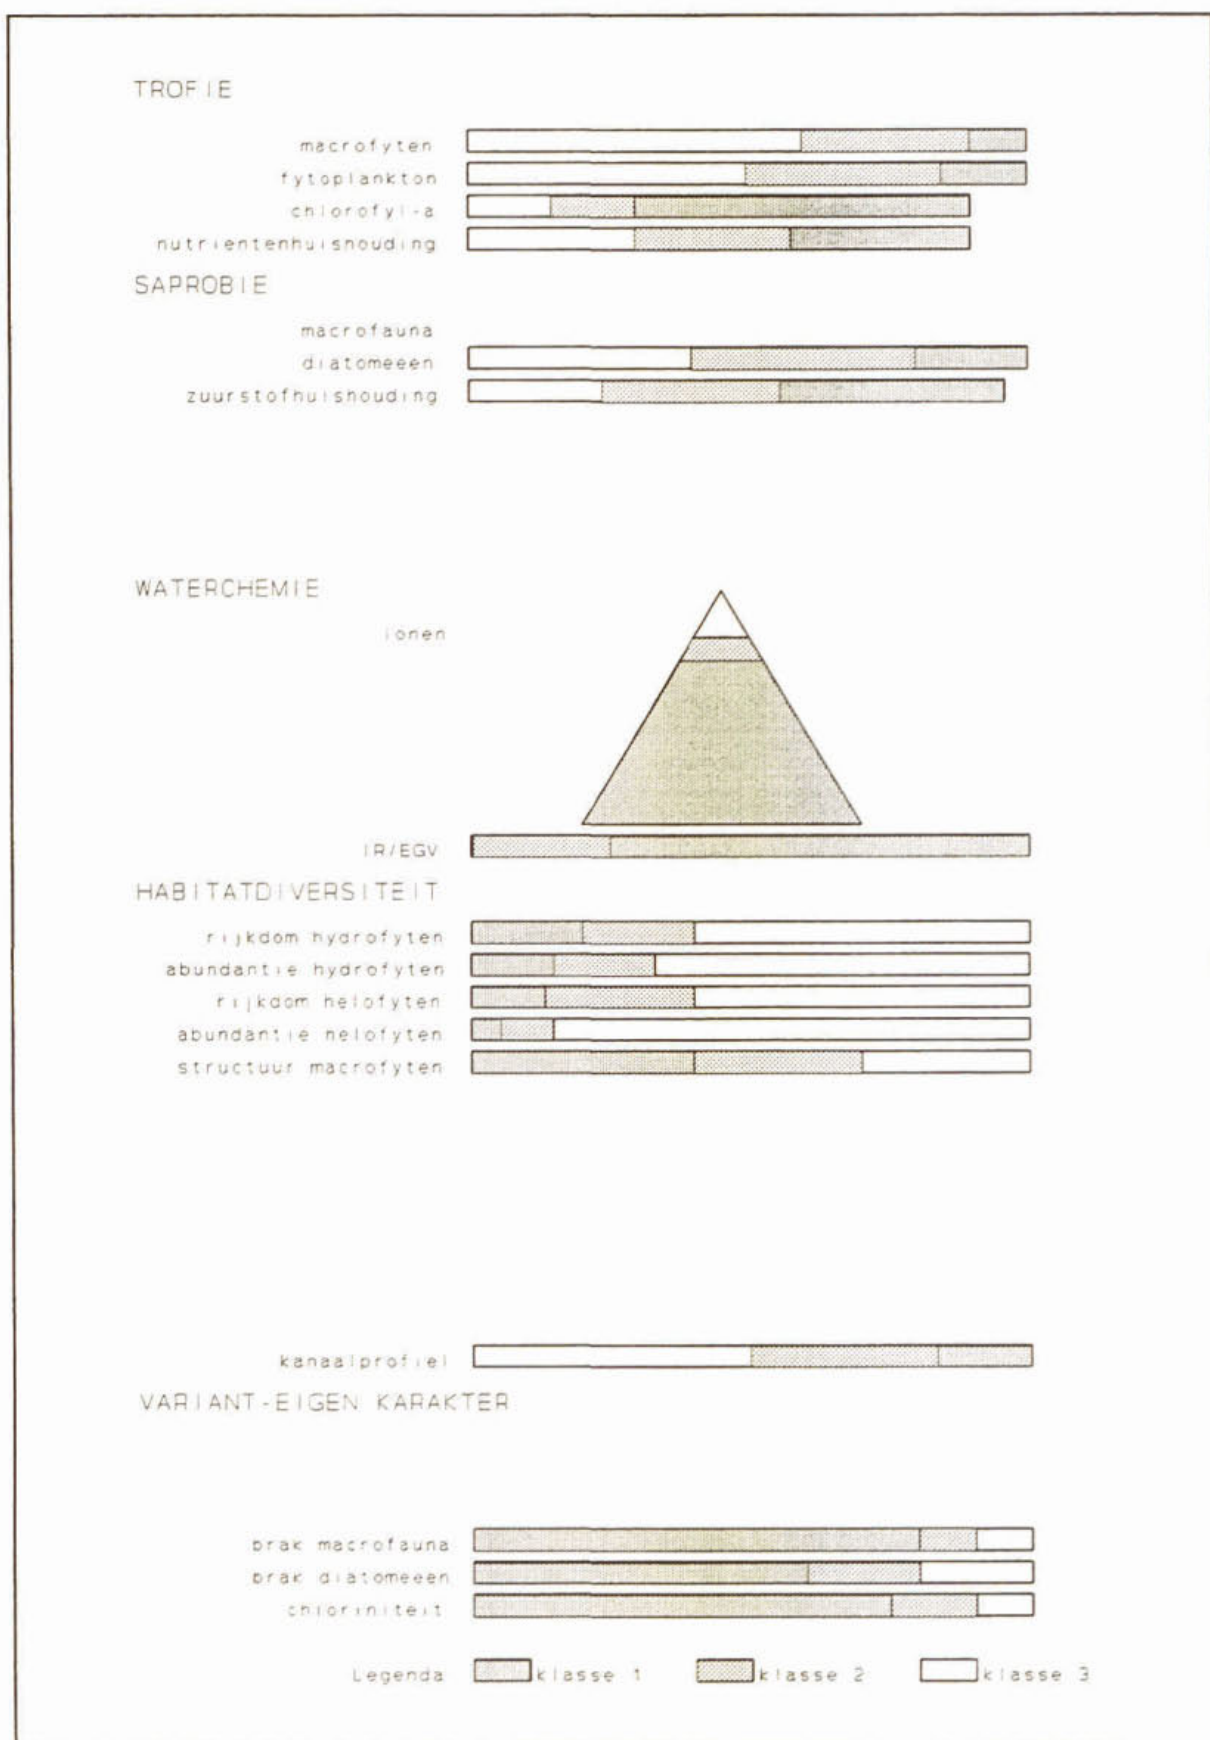 TROFIE
macrofyten
fytoplankton
chlorofyl-a
nutrientenhuishouding
SAPROBIE
macrofauna
diatomeeen
zuurstofhuishouding
WATERCHEMIE
ionen
IR/EGV
HABITATDIVERSITEIT
rijkdom hydrofyten
abundantie hydrofyten
rijkdom helofyten
abundantie helofyten
structuur macrofyten
kanaalprofiel
VARIANT-EIGEN KARAKTER
brak macrofauna
brak diatomeeen
chloriniteit
Legenda klasse 1 klasse 2 klasse 3